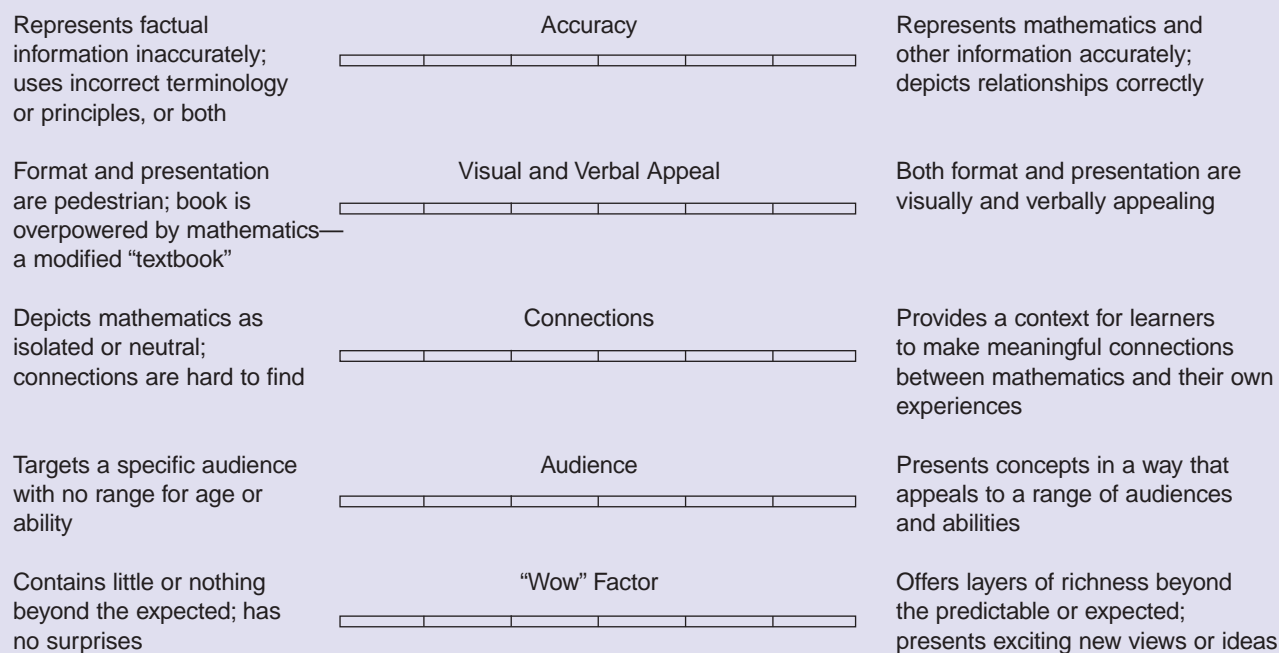 Represents factual
information inaccurately;
uses incorrect terminology
or principles, or both
Accuracy
Represents mathematics and
other information accurately;
depicts relationships correctly
Format and presentation
are pedestrian; book is
overpowered by mathematics—
a modified “textbook”
Visual and Verbal Appeal
Both format and presentation are
visually and verbally appealing
Depicts mathematics as
isolated or neutral;
connections are hard to find
Connections
Provides a context for learners
to make meaningful connections
between mathematics and their own
experiences
Targets a specific audience
with no range for age or
ability
Audience
Presents concepts in a way that
appeals to a range of audiences
and abilities
Contains little or nothing
beyond the expected; has
no surprises
“Wow” Factor
Offers layers of richness beyond
the predictable or expected;
presents exciting new views or ideas